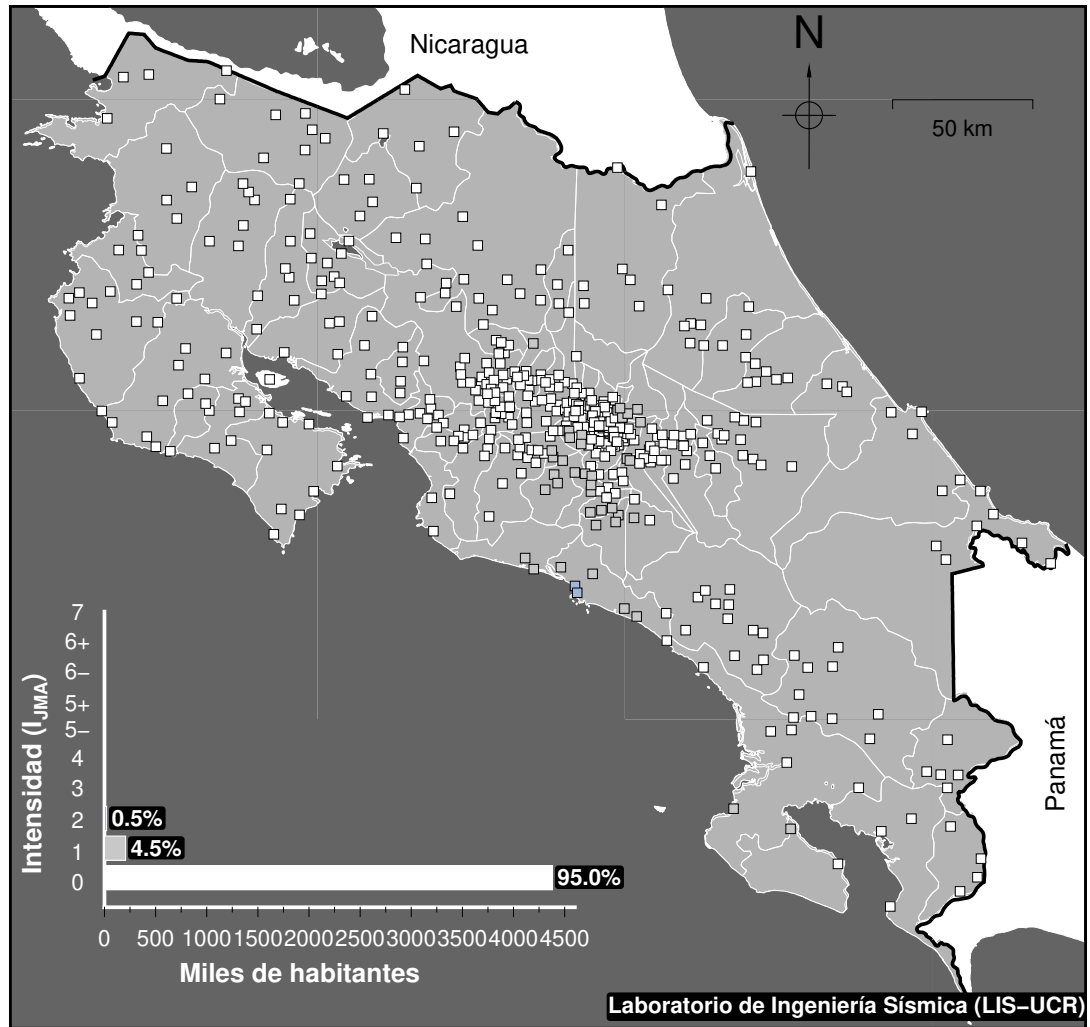 Nicaragua
N
50 km
Panamá
Intensidad (I_JMA)
7
6+
6−
5+
5−
4
3
2
1
0
0.5%
4.5%
95.0%
0 500 1000 1500 2000 2500 3000 3500 4000 4500
Miles de habitantes
Laboratorio de Ingeniería Sísmica (LIS−UCR)